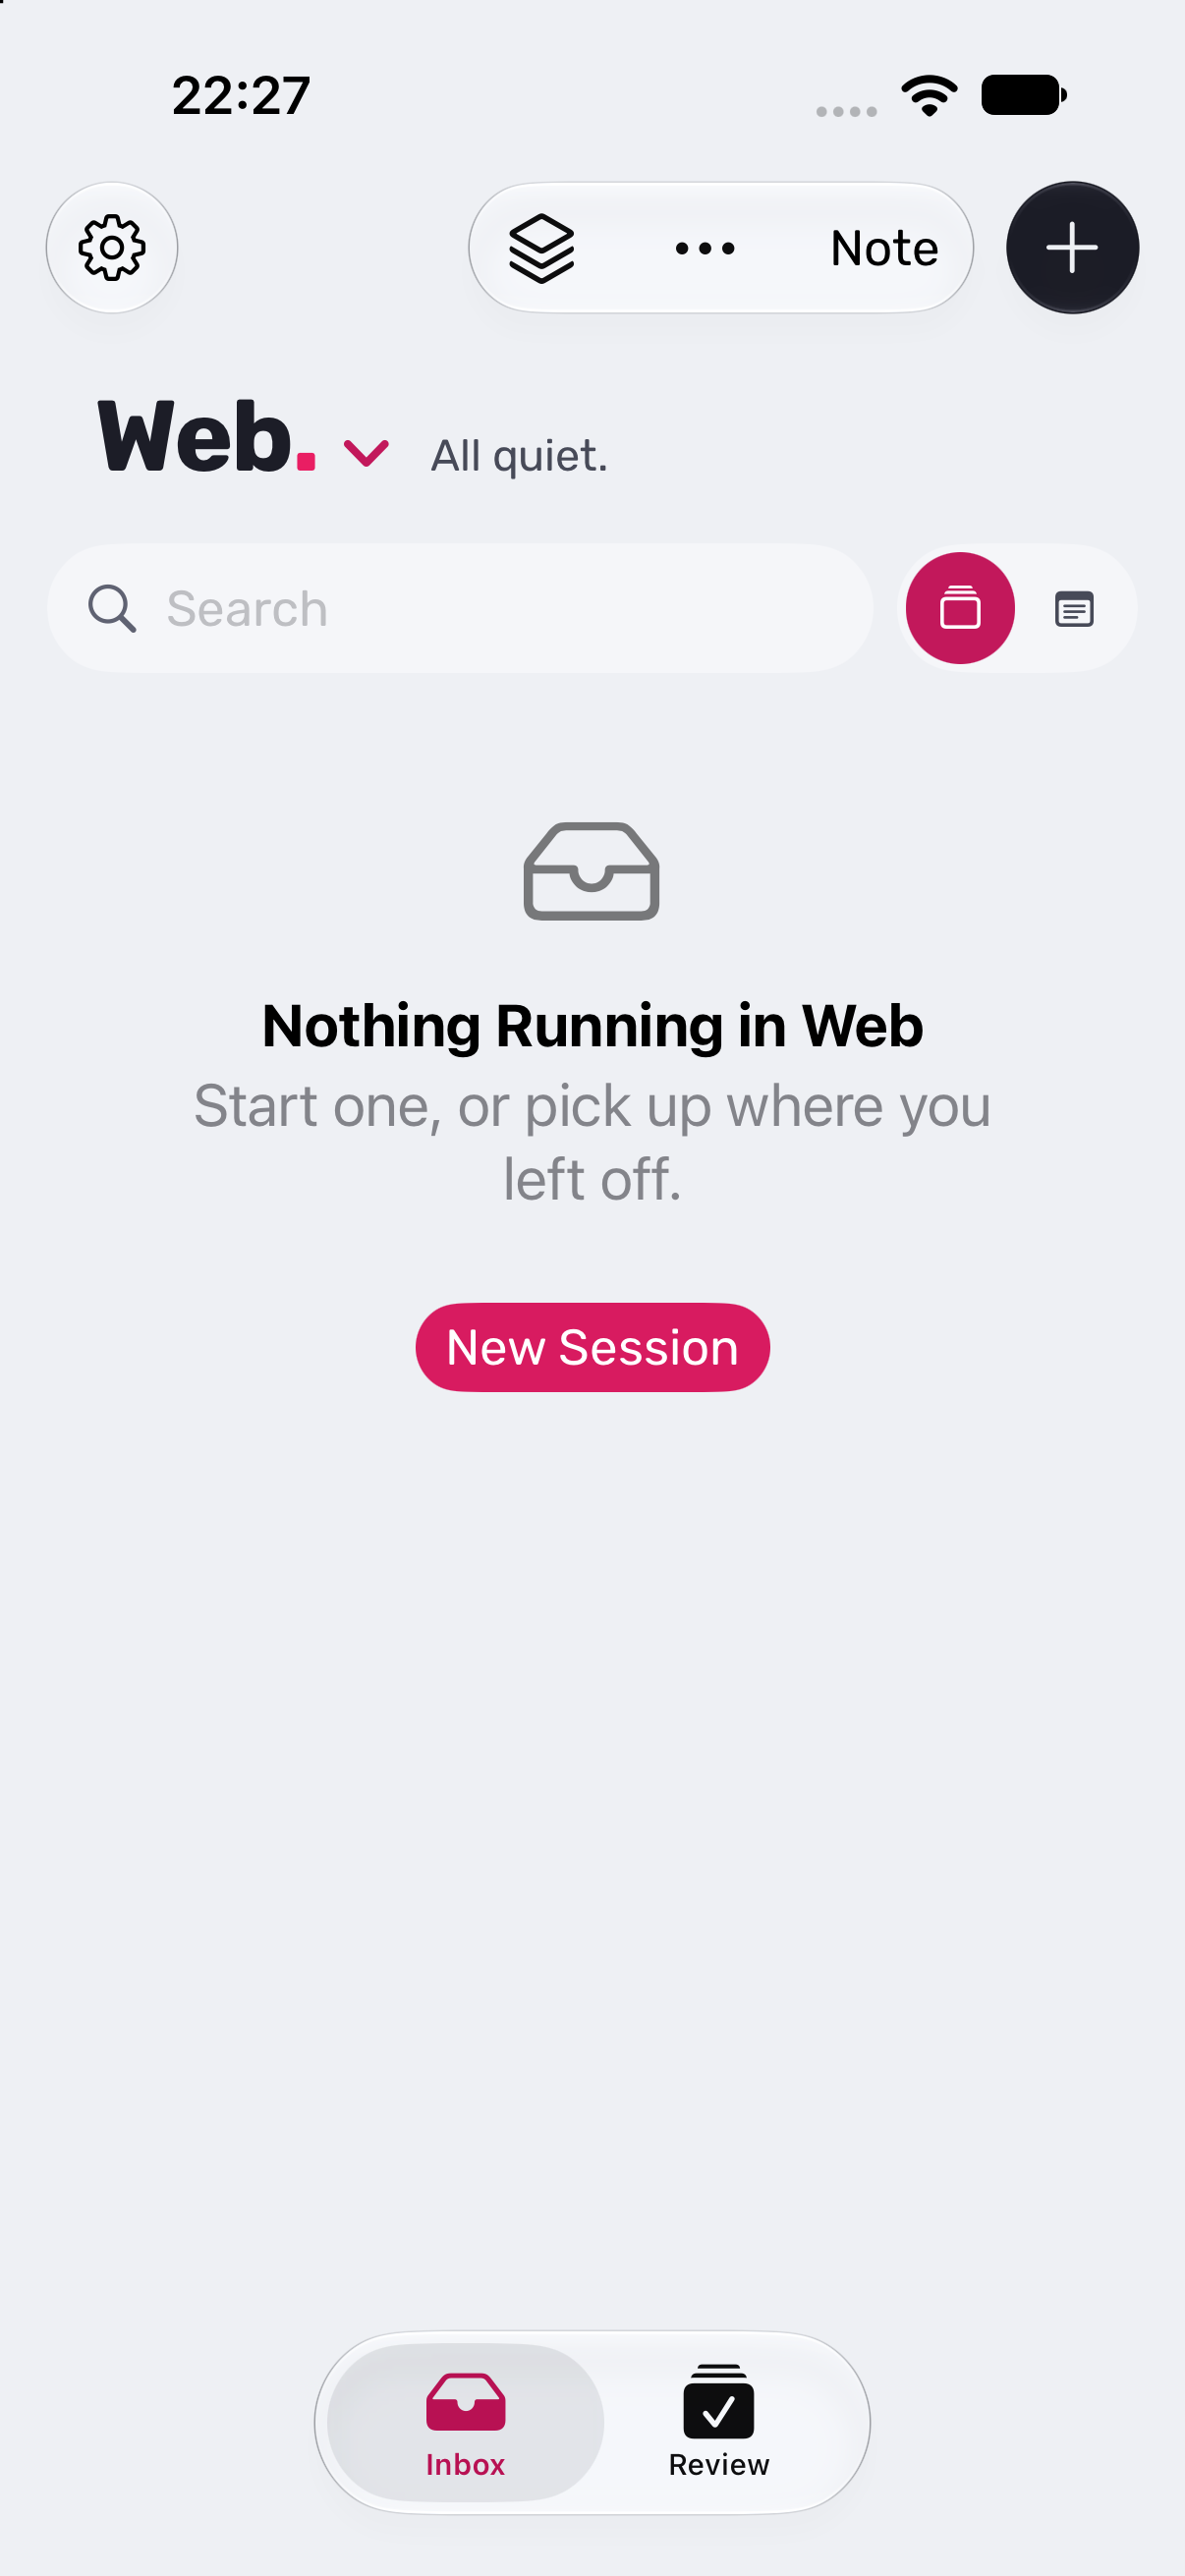 22:27
Note
Web.
All quiet.
Search
Nothing Running in Web
Start one, or pick up where you
left off.
New Session
Inbox
Review